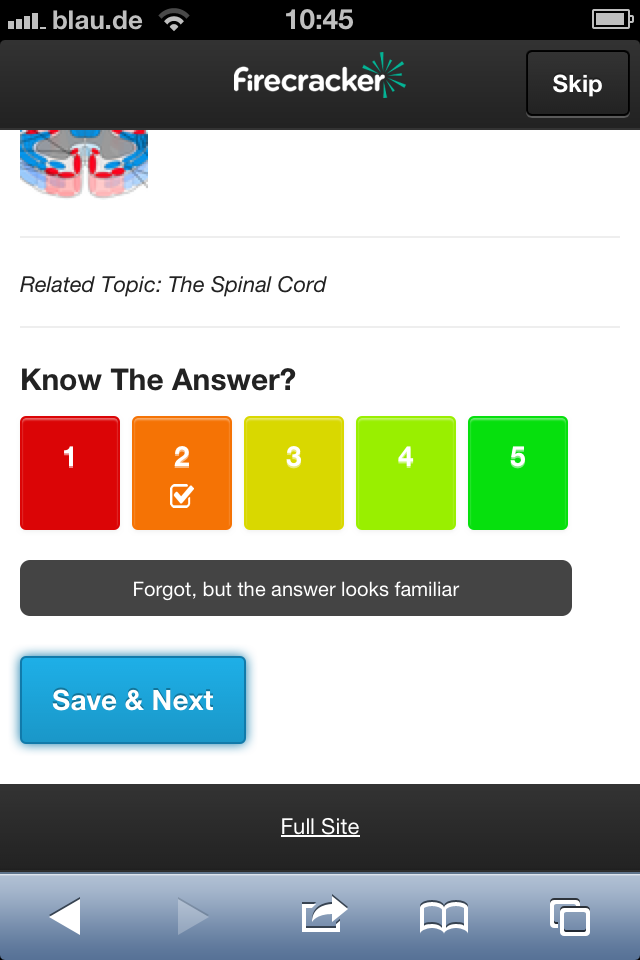 blau.de 10:45
Firecracker
Skip
Related Topic: The Spinal Cord
Know The Answer?
1 2 3 4 5
Forgot, but the answer looks familiar
Save & Next
Full Site